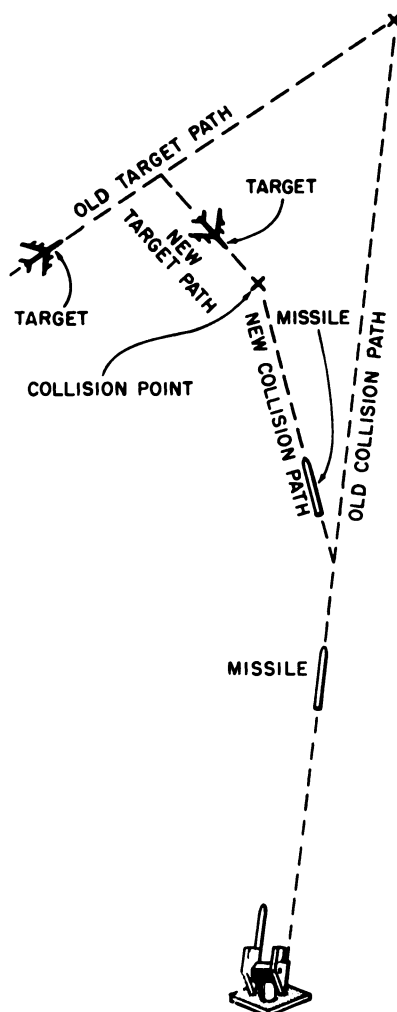 OLD TARGET PATH
TARGET
NEW
TARGET PATH
TARGET
MISSILE
COLLISION POINT
NEW COLLISION PATH
OLD COLLISION PATH
MISSILE